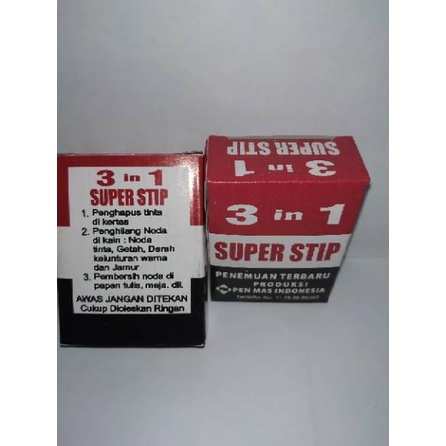 3 in 1
SUPER STIP
1. Penghapus tinta
di kertas
2. Penghilang Noda
di kain : Noda
tinta, Getah, Darah
kelunturan warna
dan Jamur
3. Pembersih noda di
papan tulis, meja. dll.
AWAS JANGAN DITEKAN
Cukup Dioleskan Ringan
3 in 1
SUPER STIP
3 in 1
SUPER STIP
PENEMUAN TERBARU
PRODUKSI
PEN MAS INDONESIA